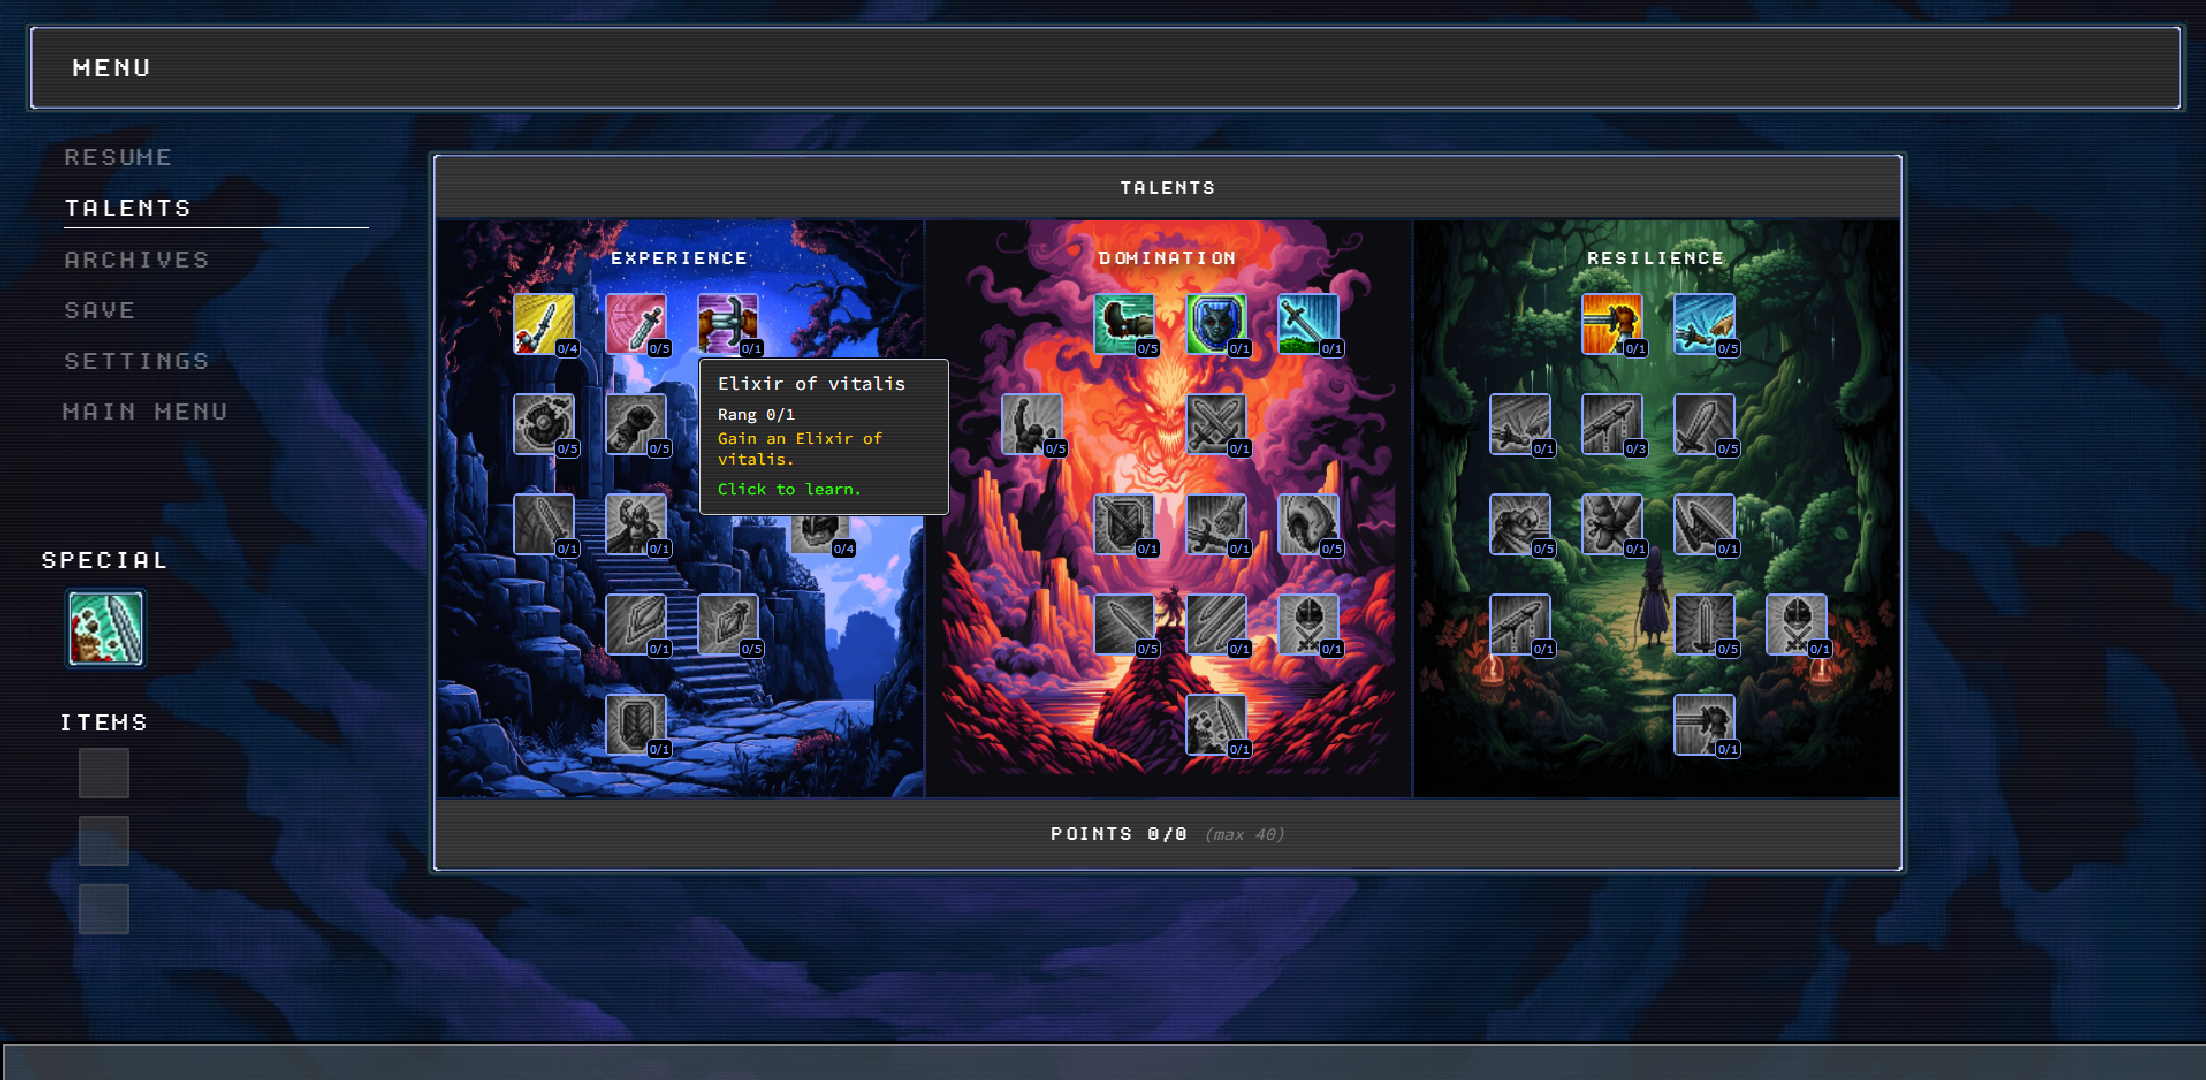 MENU
RESUME
TALENTS
ARCHIVES
SAVE
SETTINGS
MAIN MENU
SPECIAL
ITEMS
TALENTS
EXPERIENCE
0/4 0/5 0/1
0/5 0/5
0/1 0/1 0/4
0/1 0/5
0/1
Elixir of vitalis
Rang 0/1
Gain an Elixir of
vitalis.
Click to learn.
DOMINATION
0/5 0/1 0/1
0/5 0/1
0/1 0/1 0/5
0/5 0/1 0/1
0/1
RESILIENCE
0/1 0/5
0/1 0/3 0/5
0/5 0/1 0/1
0/1 0/5 0/1
0/1
POINTS 0/0 (max 40)